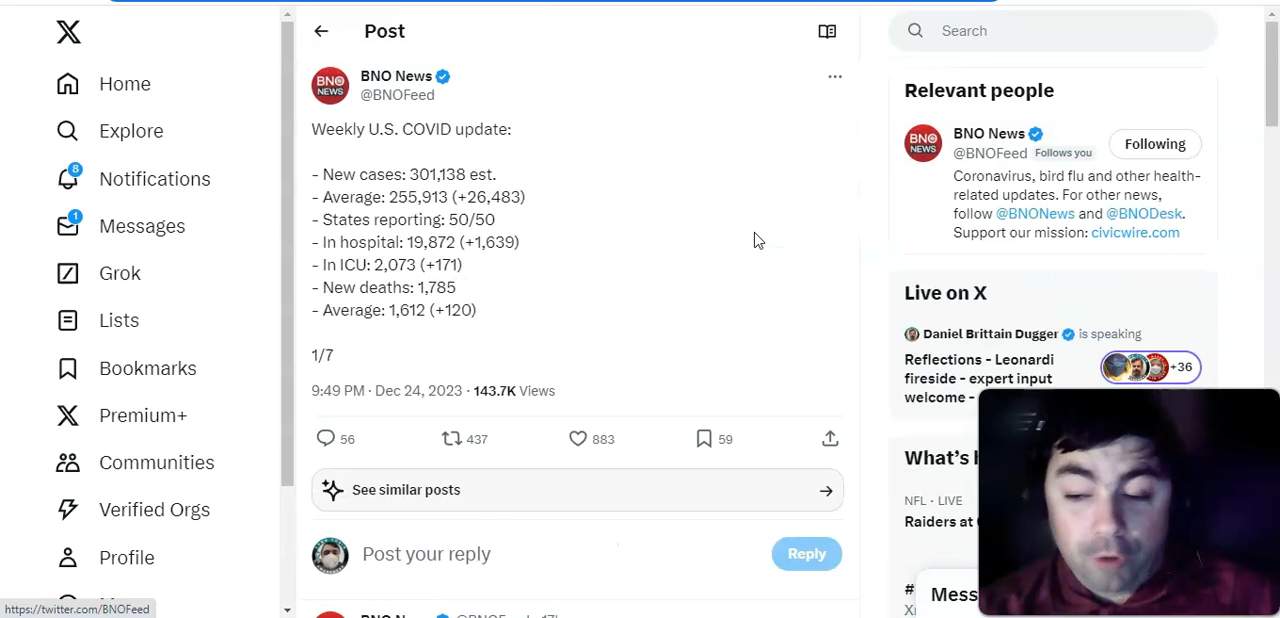 Home
Explore
8
Notifications
1
Messages
Grok
Lists
Bookmarks
Premium+
Communities
Verified Orgs
Profile
https://twitter.com/BNOFeed
Post
BNO NEWS
BNO News
@BNOFeed
Weekly U.S. COVID update:
- New cases: 301,138 est.
- Average: 255,913 (+26,483)
- States reporting: 50/50
- In hospital: 19,872 (+1,639)
- In ICU: 2,073 (+171)
- New deaths: 1,785
- Average: 1,612 (+120)
1/7
9:49 PM · Dec 24, 2023 · 143.7K Views
56 437 883 59
See similar posts
Post your reply
Reply
Search
Relevant people
BNO NEWS
BNO News
Following
@BNOFeed Follows you
Coronavirus, bird flu and other health-
related updates. For other news,
follow @BNONews and @BNODesk.
Support our mission: civicwire.com
Live on X
Daniel Brittain Dugger is speaking
Reflections - Leonardi
fireside - expert input
welcome -
+36
What's h
NFL · LIVE
Raiders at
#
Mess